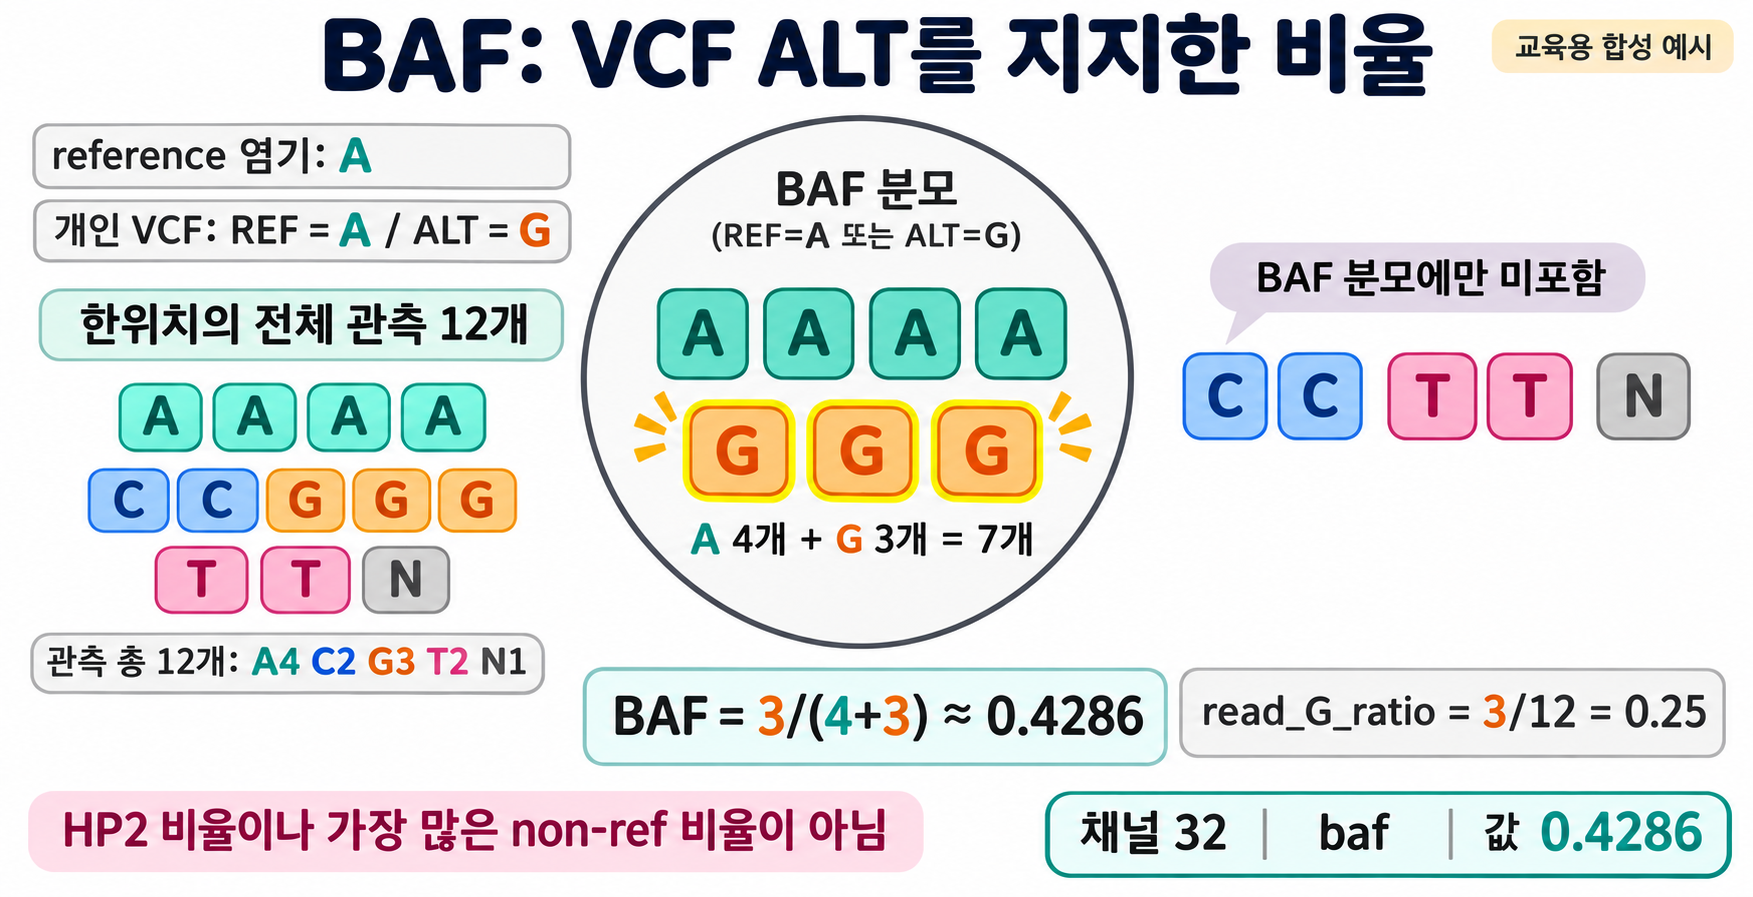 BAF: VCF ALT를 지지한 비율
교육용 합성 예시
reference 염기: A
개인 VCF: REF = A / ALT = G
한위치의 전체 관측 12개
A A A A
C C G G G
T T N
관측 총 12개: A4 C2 G3 T2 N1
BAF 분모
(REF=A 또는 ALT=G)
A A A A
G G G
A 4개 + G 3개 = 7개
BAF 분모에만 미포함
C C T T N
BAF = 3/(4+3) ≈ 0.4286
read_G_ratio = 3/12 = 0.25
HP2 비율이나 가장 많은 non-ref 비율이 아님
채널 32 | baf | 값 0.4286